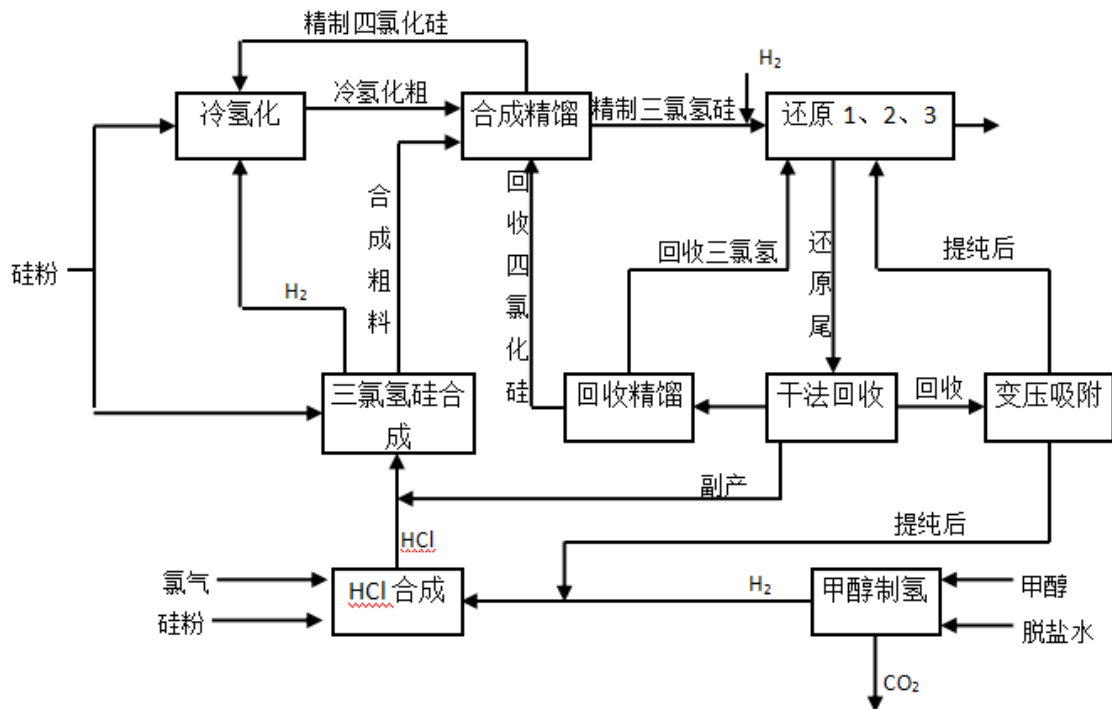 精制四氯化硅
H₂
冷氢化
冷氢化粗
合成精馏
精制三氯氢硅
还原 1、2、3
合成粗料
回收四氯化硅
回收三氯氢
还原尾
提纯后
硅粉
H₂
三氯氢硅合
成
回收精馏
干法回收
回收
变压吸附
副产
提纯后
HCl
氯气
HCl 合成
H₂
甲醇制氢
甲醇
硅粉
脱盐水
CO₂